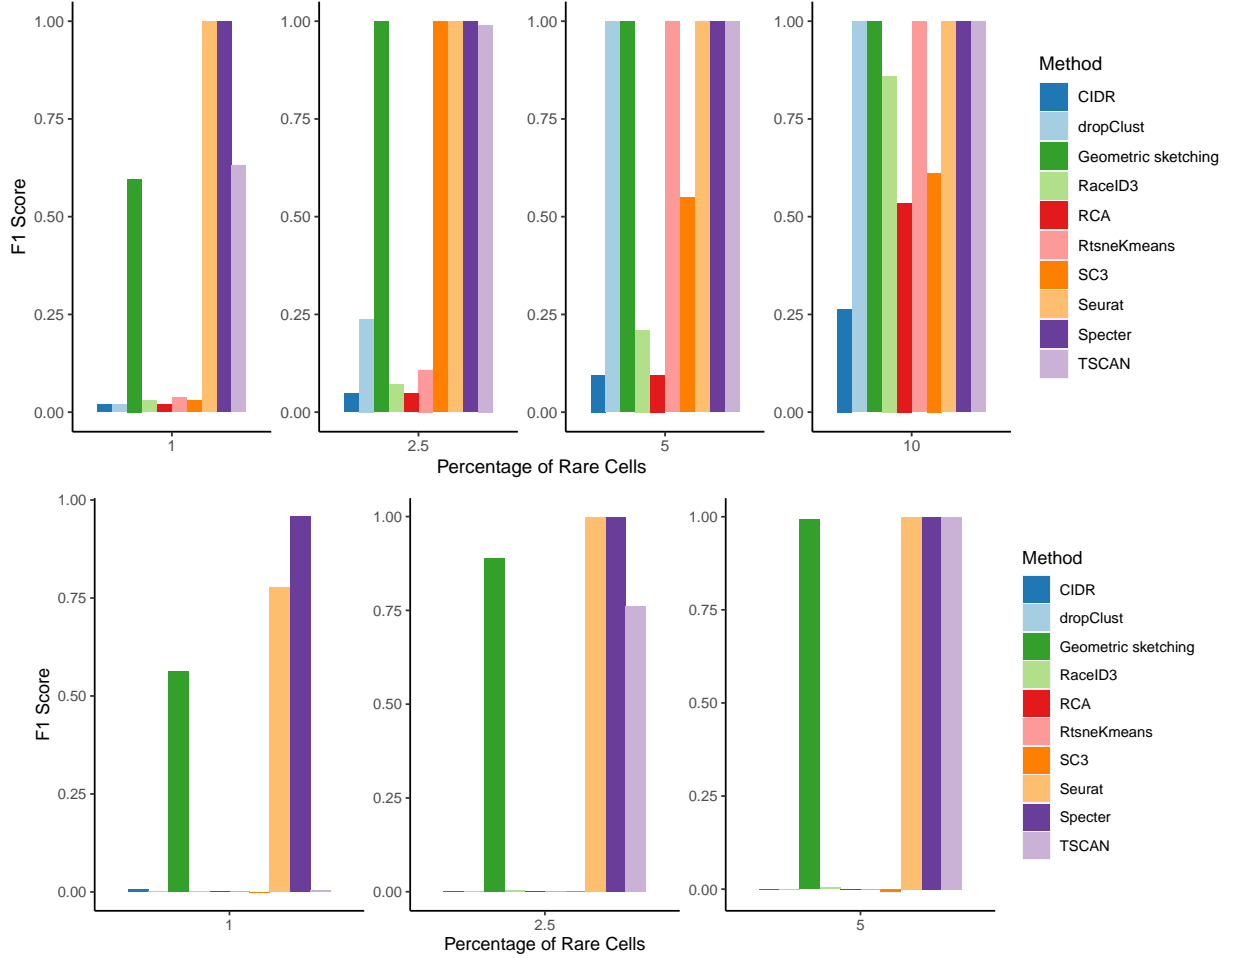 F1 Score
1.00
0.75
0.50
0.25
0.00
1
1.00
0.75
0.50
0.25
0.00
2.5
1.00
0.75
0.50
0.25
0.00
5
1.00
0.75
0.50
0.25
0.00
10
Percentage of Rare Cells
Method
CIDR
dropClust
Geometric sketching
RaceID3
RCA
RtsneKmeans
SC3
Seurat
Specter
TSCAN
F1 Score
1.00
0.75
0.50
0.25
0.00
1
1.00
0.75
0.50
0.25
0.00
2.5
1.00
0.75
0.50
0.25
0.00
5
Percentage of Rare Cells
Method
CIDR
dropClust
Geometric sketching
RaceID3
RCA
RtsneKmeans
SC3
Seurat
Specter
TSCAN